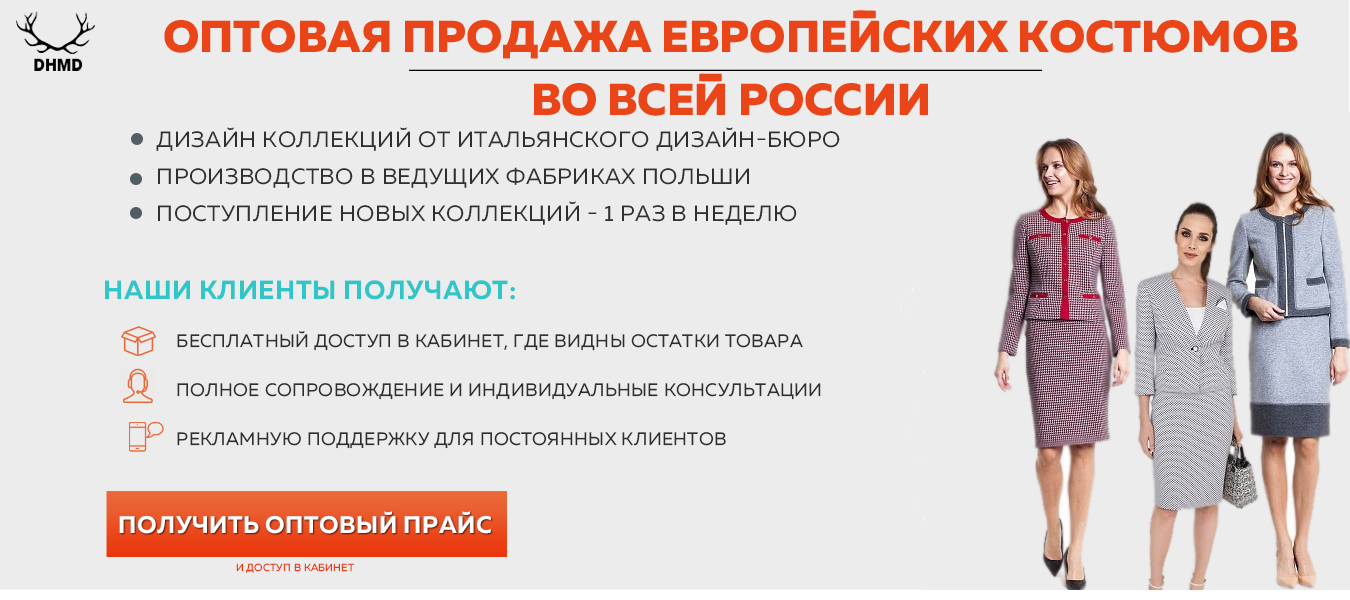 DHMD
ОПТОВАЯ ПРОДАЖА ЕВРОПЕЙСКИХ КОСТЮМОВ
ВО ВСЕЙ РОССИИ
ДИЗАЙН КОЛЛЕКЦИЙ ОТ ИТАЛЬЯНСКОГО ДИЗАЙН-БЮРО
ПРОИЗВОДСТВО В ВЕДУЩИХ ФАБРИКАХ ПОЛЬШИ
ПОСТУПЛЕНИЕ НОВЫХ КОЛЛЕКЦИЙ - 1 РАЗ В НЕДЕЛЮ
НАШИ КЛИЕНТЫ ПОЛУЧАЮТ:
БЕСПЛАТНЫЙ ДОСТУП В КАБИНЕТ, ГДЕ ВИДНЫ ОСТАТКИ ТОВАРА
ПОЛНОЕ СОПРОВОЖДЕНИЕ И ИНДИВИДУАЛЬНЫЕ КОНСУЛЬТАЦИИ
РЕКЛАМНУЮ ПОДДЕРЖКУ ДЛЯ ПОСТОЯННЫХ КЛИЕНТОВ
ПОЛУЧИТЬ ОПТОВЫЙ ПРАЙС
И ДОСТУП В КАБИНЕТ